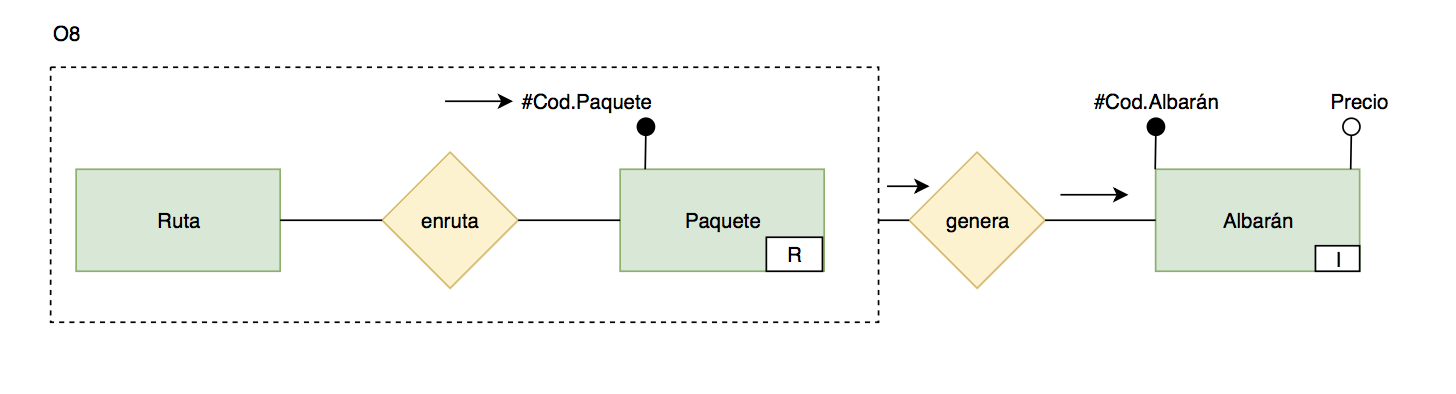 O8
#Cod.Paquete
#Cod.Albarán
Precio
Ruta
enruta
Paquete
R
genera
Albarán
I